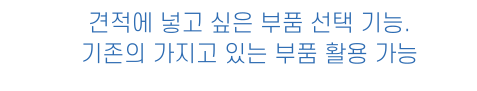 견적에 넣고 싶은 부품 선택 기능.
기존의 가지고 있는 부품 활용 가능